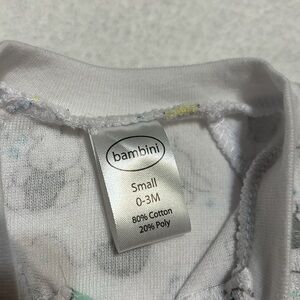 bambini
Small
0-3M
80% Cotton
20% Poly